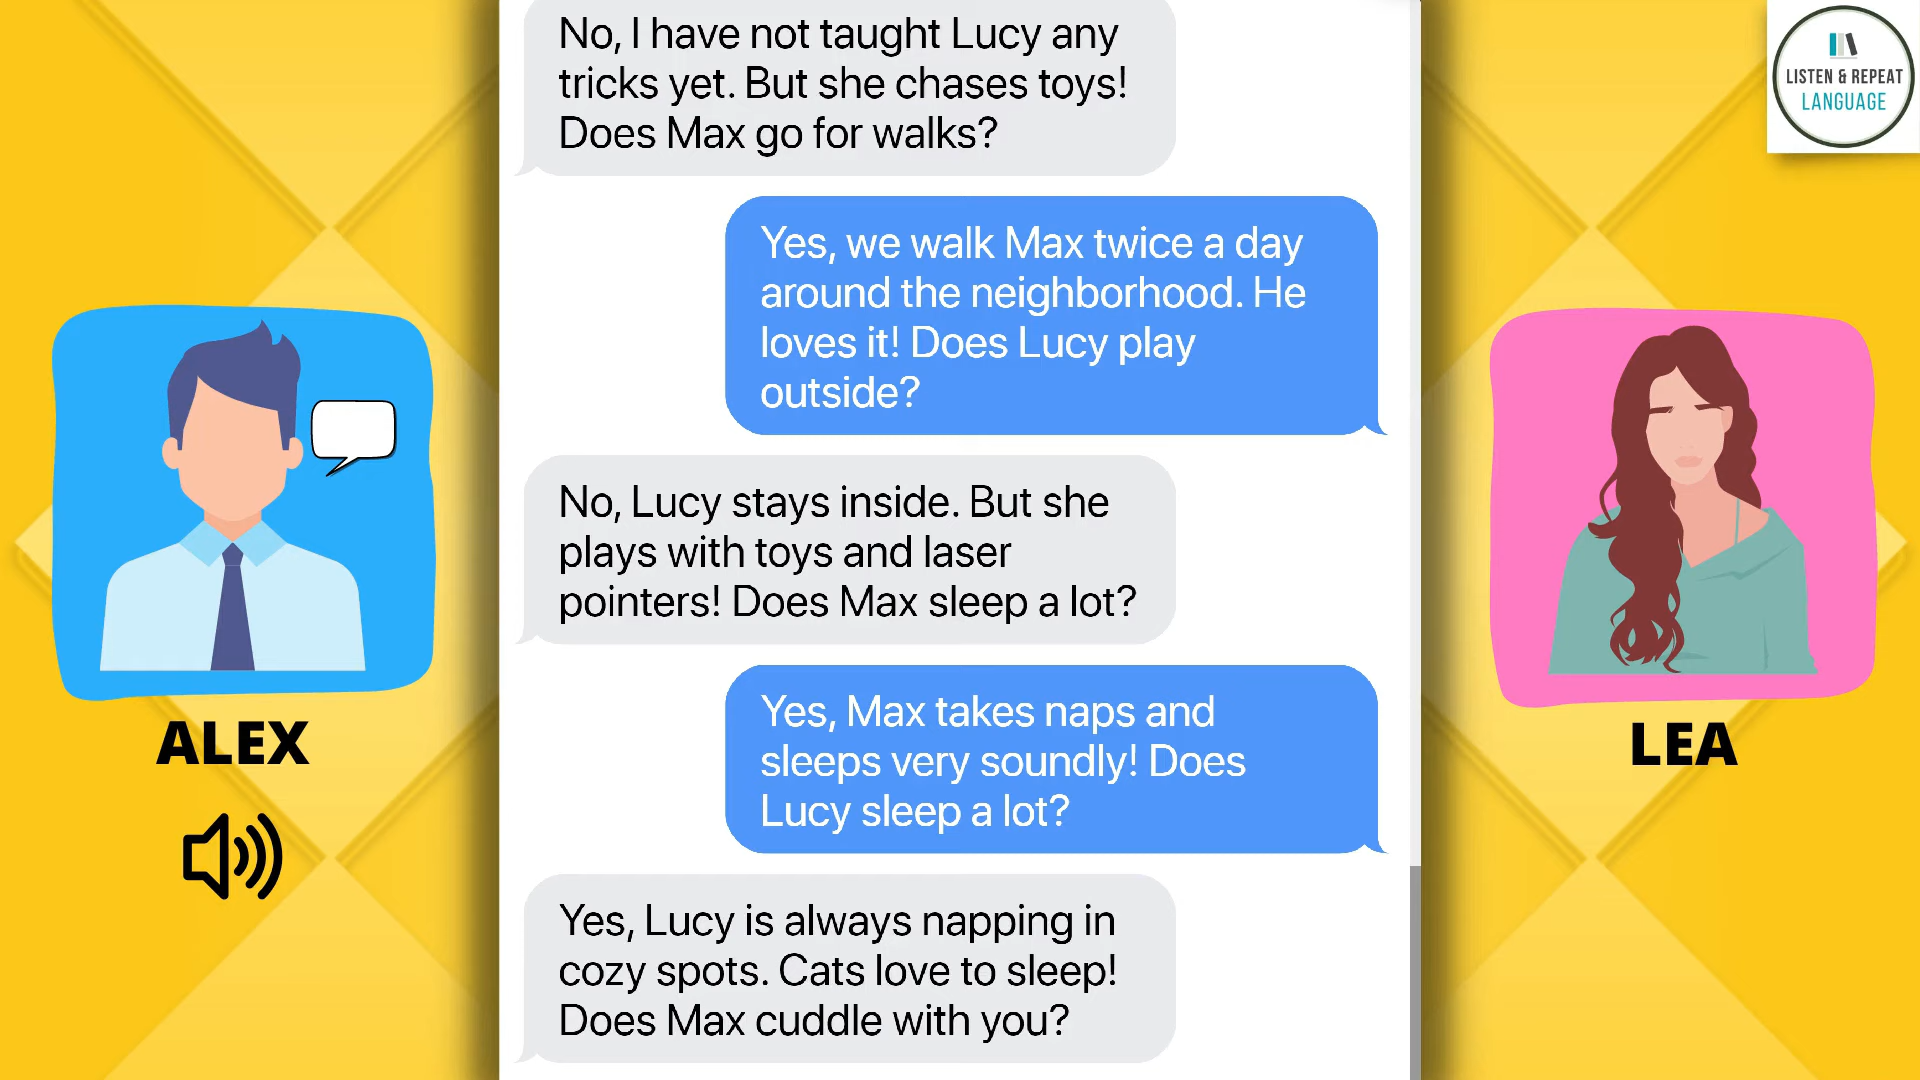 No, I have not taught Lucy any
tricks yet. But she chases toys!
Does Max go for walks?
LISTEN & REPEAT
LANGUAGE
Yes, we walk Max twice a day
around the neighborhood. He
loves it! Does Lucy play
outside?
No, Lucy stays inside. But she
plays with toys and laser
pointers! Does Max sleep a lot?
ALEX
LEA
Yes, Max takes naps and
sleeps very soundly! Does
Lucy sleep a lot?
Yes, Lucy is always napping in
cozy spots. Cats love to sleep!
Does Max cuddle with you?